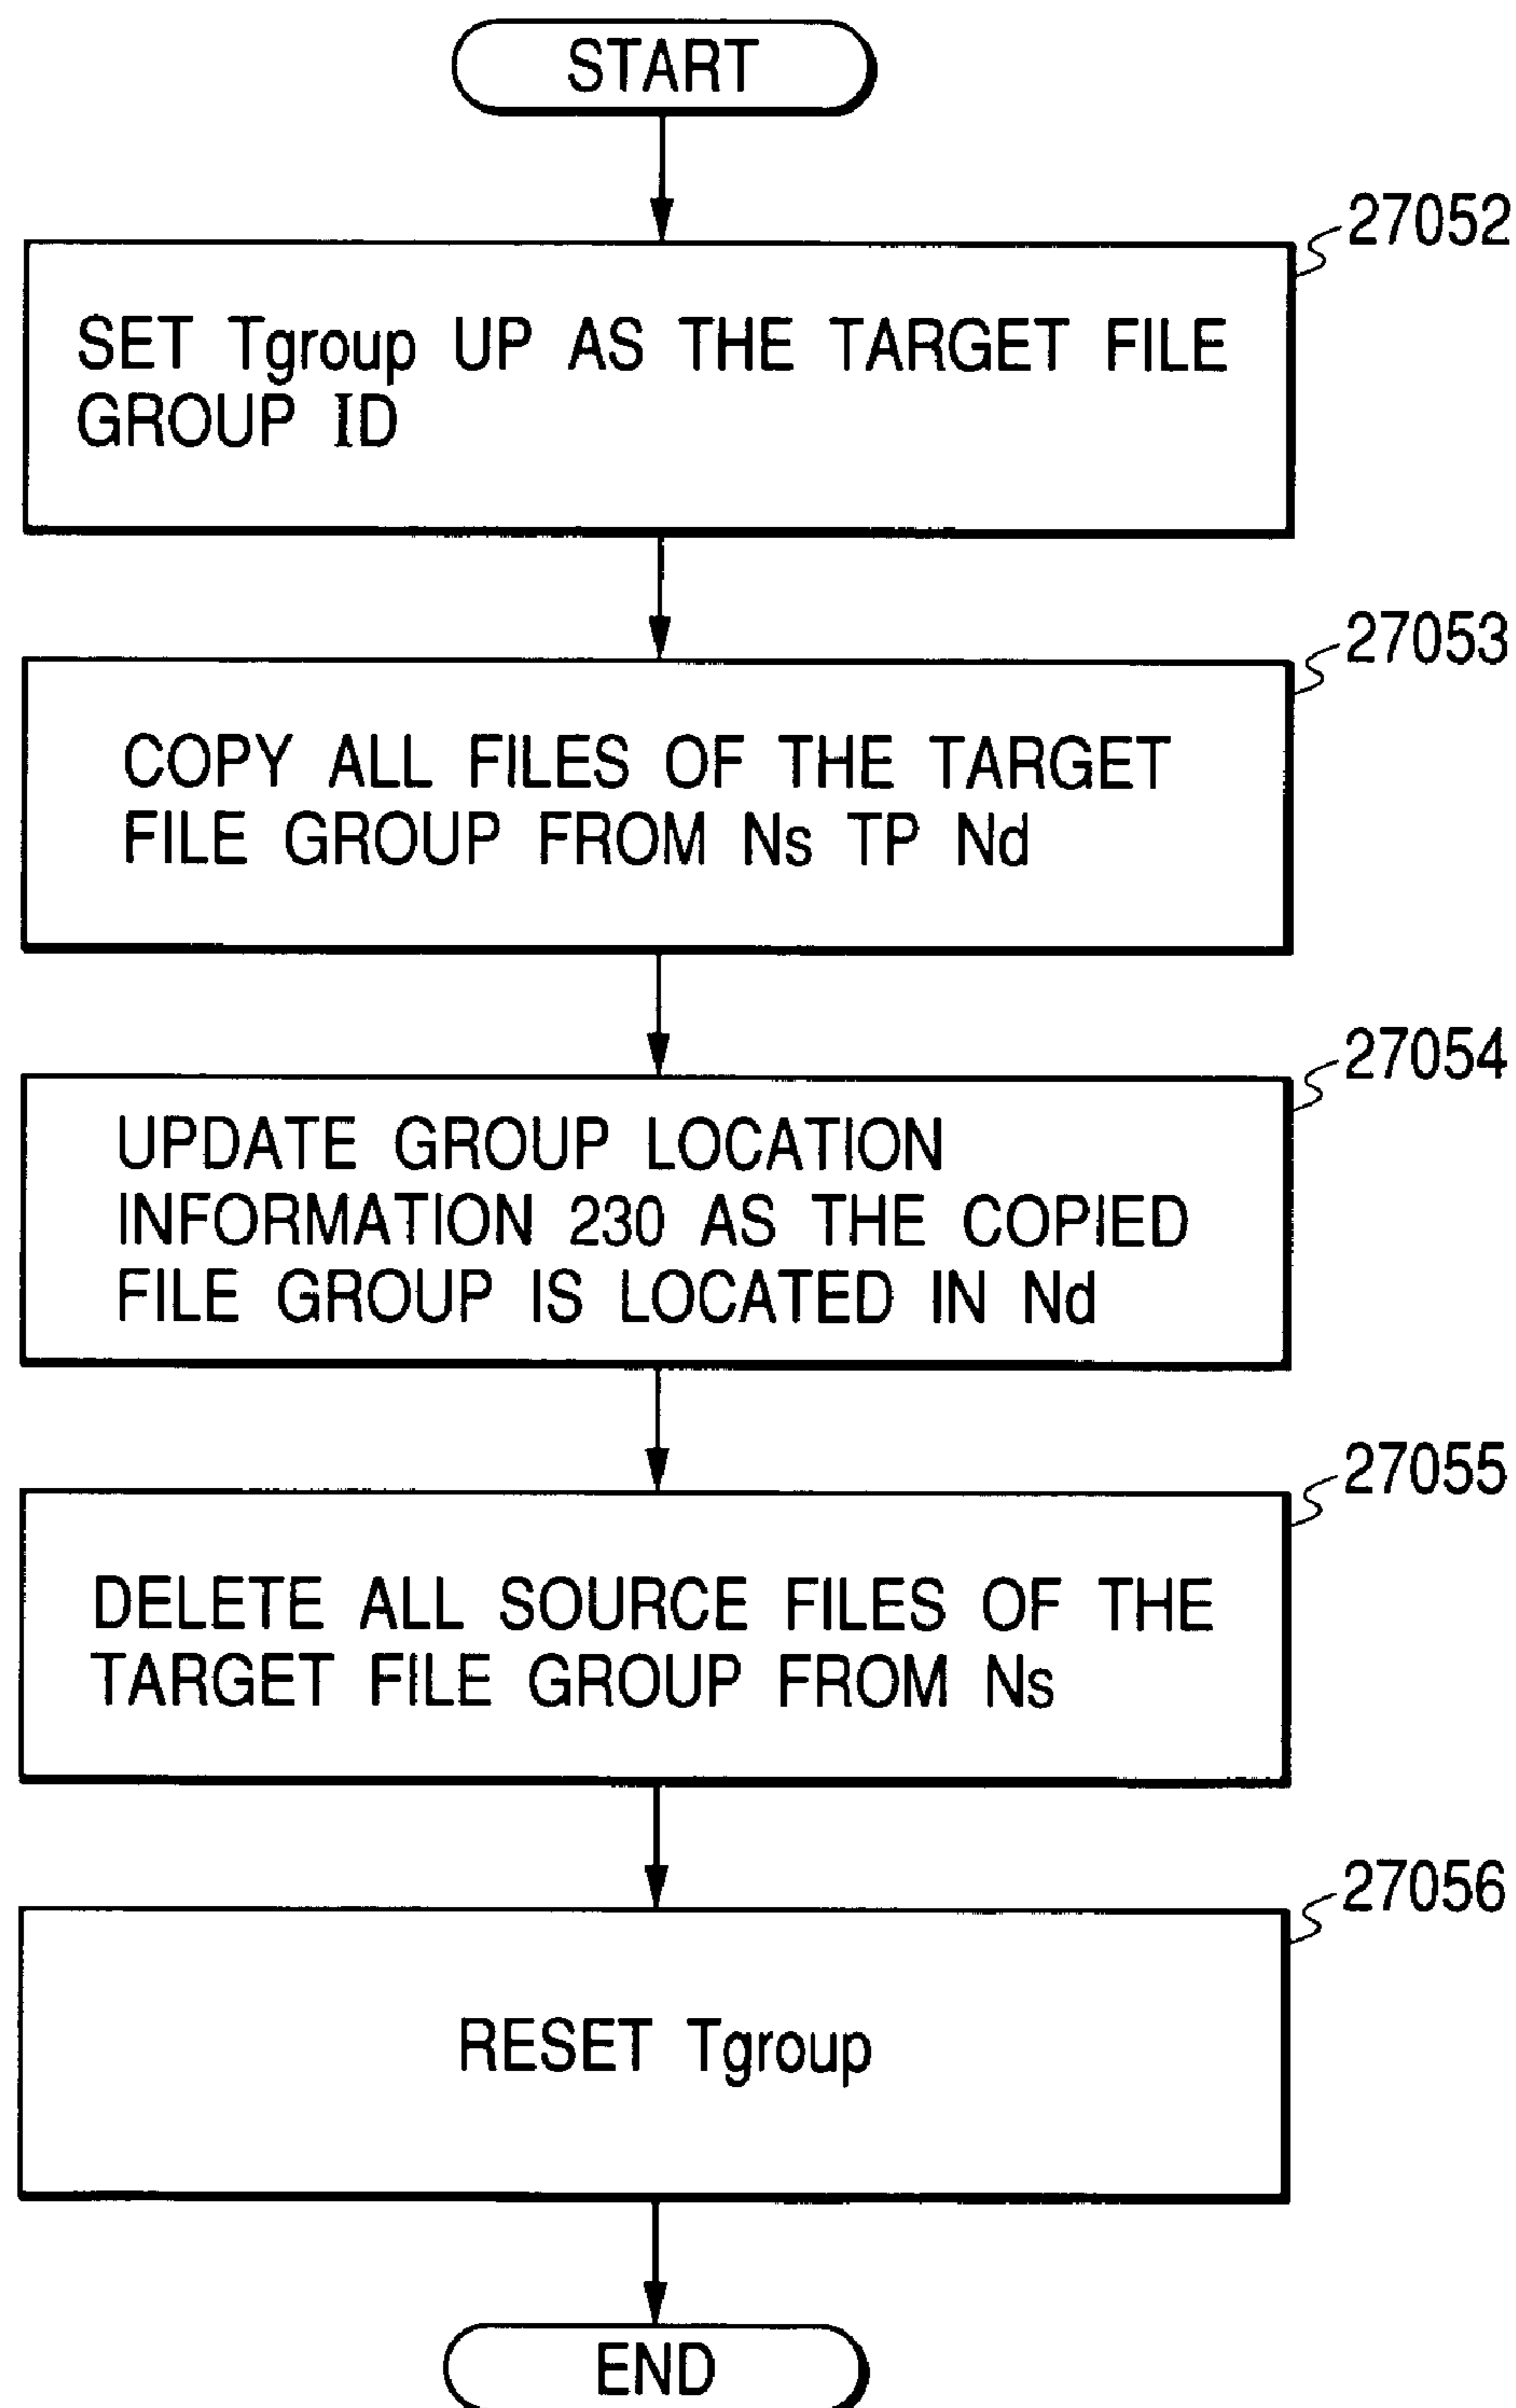 START
27052
SET Tgroup UP AS THE TARGET FILE
GROUP ID
27053
COPY ALL FILES OF THE TARGET
FILE GROUP FROM Ns TP Nd
27054
UPDATE GROUP LOCATION
INFORMATION 230 AS THE COPIED
FILE GROUP IS LOCATED IN Nd
27055
DELETE ALL SOURCE FILES OF THE
TARGET FILE GROUP FROM Ns
27056
RESET Tgroup
END